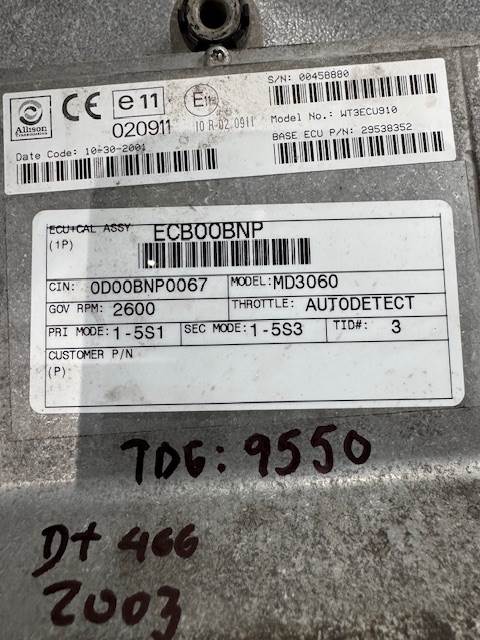 Allison
Transmission
CE
e11
020911
E11
10 R-02 0911
S/N: 00458880
Model No.: WT3ECU910
BASE ECU P/N: 29538352
Date Code: 10-30-2001
ECU+CAL ASSY
(1P)
ECB00BNP
CIN: 0D00BNP0067
MODEL: MD3060
GOV RPM: 2600
THROTTLE: AUTODETECT
PRI MODE: 1-5S1
SEC MODE: 1-5S3
TID#: 3
CUSTOMER P/N
(P)
TDG: 9550
Dt 466
2003